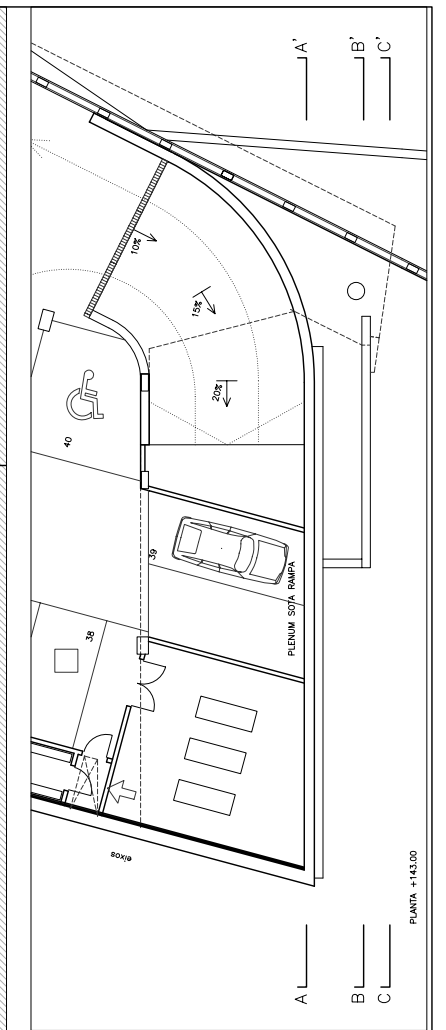 A'
B'
C'
10%
15%
20%
40
39
38
PLENUM SOTA RAMPA
eixos
A
B
C
PLANTA +143.00